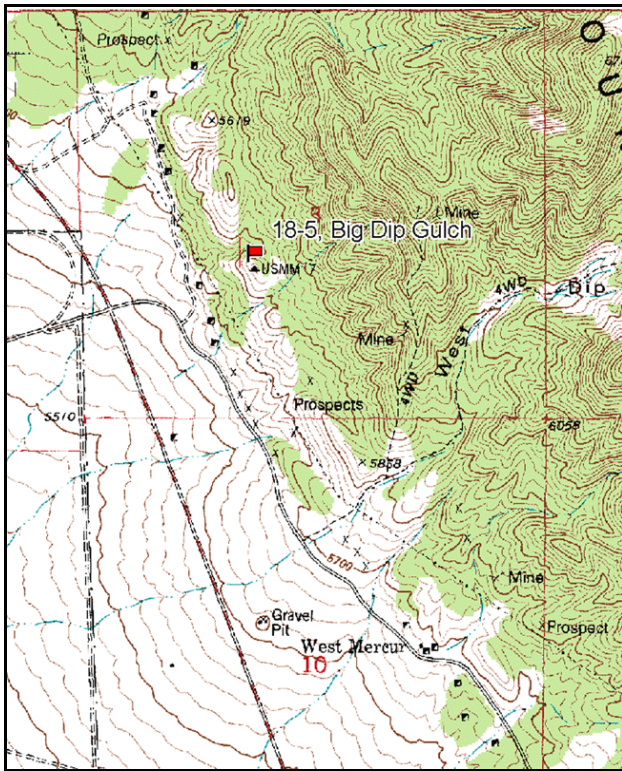 Prospect
O
U
5619
18-5, Big Dip Gulch
Mine
USMM 17
4WD
Dip
West
Mine
Prospects
4WD
5510
6058
5858
5700
Mine
Gravel
Pit
West Mercur
10
Prospect